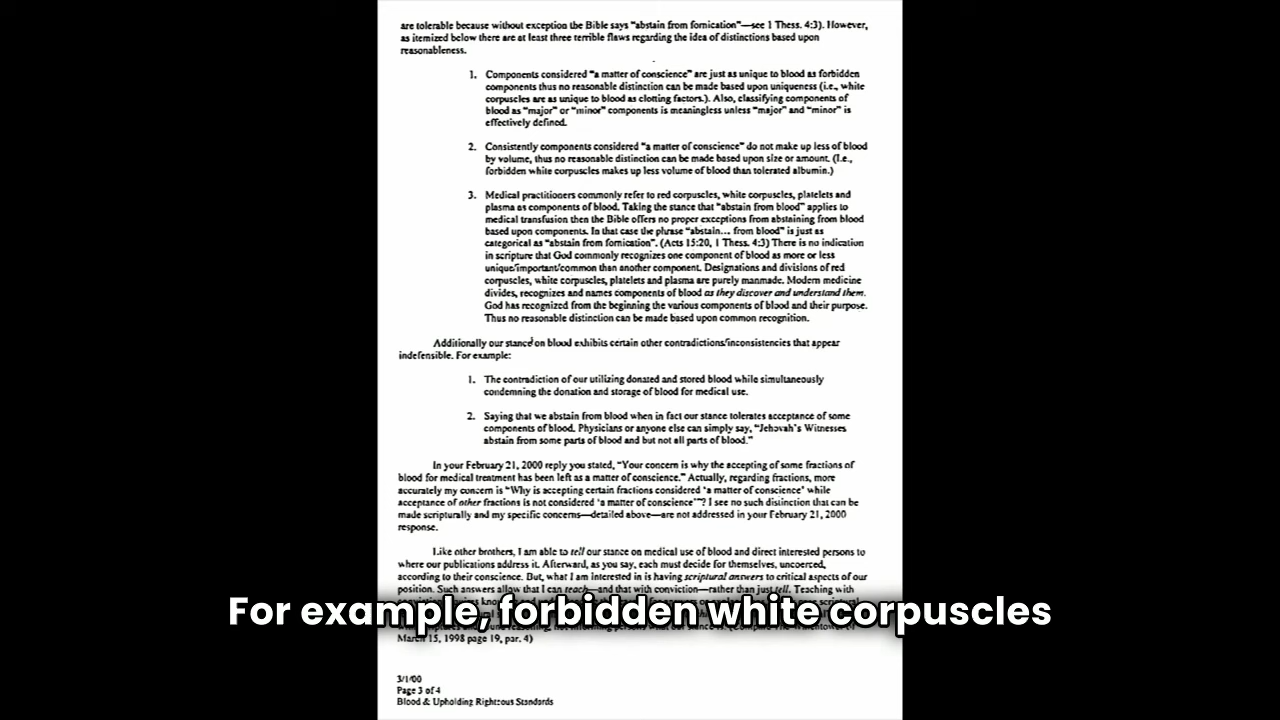 are tolerable because without exception the Bible says “abstain from fornication”—see 1 Thess. 4:3). However,
as itemized below there are at least three terrible flaws regarding the idea of distinctions based upon
reasonableness.
1. Components considered “a matter of conscience” are just as unique to blood as forbidden
components thus no reasonable distinction can be made based upon uniqueness (i.e., white
corpuscles are as unique to blood as clotting factors.). Also, classifying components of
blood as “major” or “minor” components is meaningless unless “major” and “minor” is
effectively defined.
2. Consistently components considered “a matter of conscience” do not make up less of blood
by volume, thus no reasonable distinction can be made based upon size or amount. (I.e.,
forbidden white corpuscles makes up less volume of blood than tolerated albumin.)
3. Medical practitioners commonly refer to red corpuscles, white corpuscles, platelets and
plasma as components of blood. Taking the stance that “abstain from blood” applies to
medical transfusion then the Bible offers no proper exceptions from abstaining from blood
based upon components. In that case the phrase “abstain... from blood” is just as
categorical as “abstain from fornication”. (Acts 15:20, 1 Thess. 4:3) There is no indication
in scripture that God commonly recognizes one component of blood as more or less
unique/important/common than another component. Designations and divisions of red
corpuscles, white corpuscles, platelets and plasma are purely manmade. Modern medicine
divides, recognizes and names components of blood as they discover and understand them.
God has recognized from the beginning the various components of blood and their purpose.
Thus no reasonable distinction can be made based upon common recognition.
Additionally our stance on blood exhibits certain other contradictions/inconsistencies that appear
indefensible. For example:
1. The contradiction of our utilizing donated and stored blood while simultaneously
condemning the donation and storage of blood for medical use.
2. Saying that we abstain from blood when in fact our stance tolerates acceptance of some
components of blood. Physicians or anyone else can simply say, “Jehovah’s Witnesses
abstain from some parts of blood and but not all parts of blood.”
In your February 21, 2000 reply you stated, “Your concern is why the accepting of some fractions of
blood for medical treatment has been left as a matter of conscience.” Actually, regarding fractions, more
accurately my concern is “Why is accepting certain fractions considered ‘a matter of conscience’ while
acceptance of other fractions is not considered ‘a matter of conscience’”? I see no such distinction that can be
made scripturally and my specific concerns—detailed above—are not addressed in your February 21, 2000
response.
Like other brothers, I am able to tell our stance on medical use of blood and direct interested persons to
where our publications address it. Afterward, as you say, each must decide for themselves, uncoerced,
according to their conscience. But, what I am interested in is having scriptural answers to critical aspects of our
position. Such answers allow that I can teach—and that with conviction—rather than just tell. Teaching with
For example, forbidden white corpuscles
March 15, 1998 page 19, par. 4)
3/1/00
Page 3 of 4
Blood & Upholding Righteous Standards